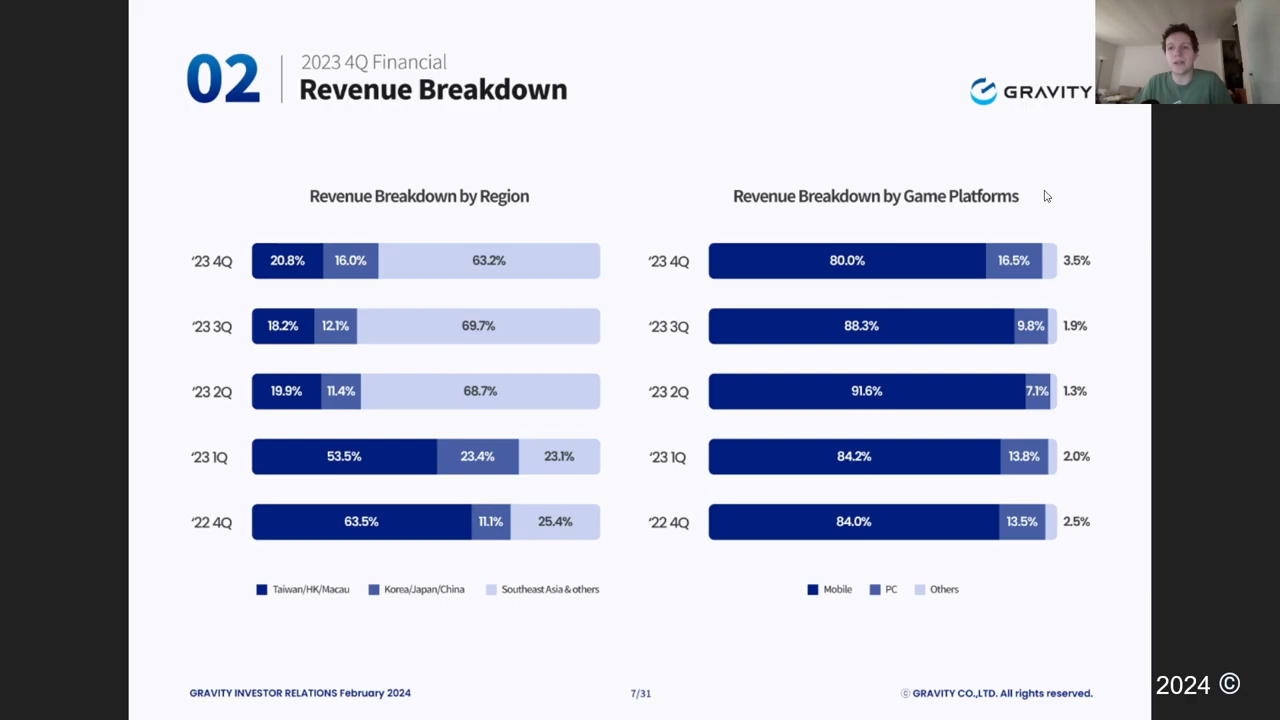 02
2023 4Q Financial
Revenue Breakdown
GRAVITY
Revenue Breakdown by Region
‘23 4Q 20.8% 16.0% 63.2%
‘23 3Q 18.2% 12.1% 69.7%
‘23 2Q 19.9% 11.4% 68.7%
‘23 1Q 53.5% 23.4% 23.1%
‘22 4Q 63.5% 11.1% 25.4%
Taiwan/HK/Macau Korea/Japan/China Southeast Asia & others
Revenue Breakdown by Game Platforms
‘23 4Q 80.0% 16.5% 3.5%
‘23 3Q 88.3% 9.8% 1.9%
‘23 2Q 91.6% 7.1% 1.3%
‘23 1Q 84.2% 13.8% 2.0%
‘22 4Q 84.0% 13.5% 2.5%
Mobile PC Others
GRAVITY INVESTOR RELATIONS February 2024
7/31
ⓒ GRAVITY CO.,LTD. All rights reserved.
2024 ©